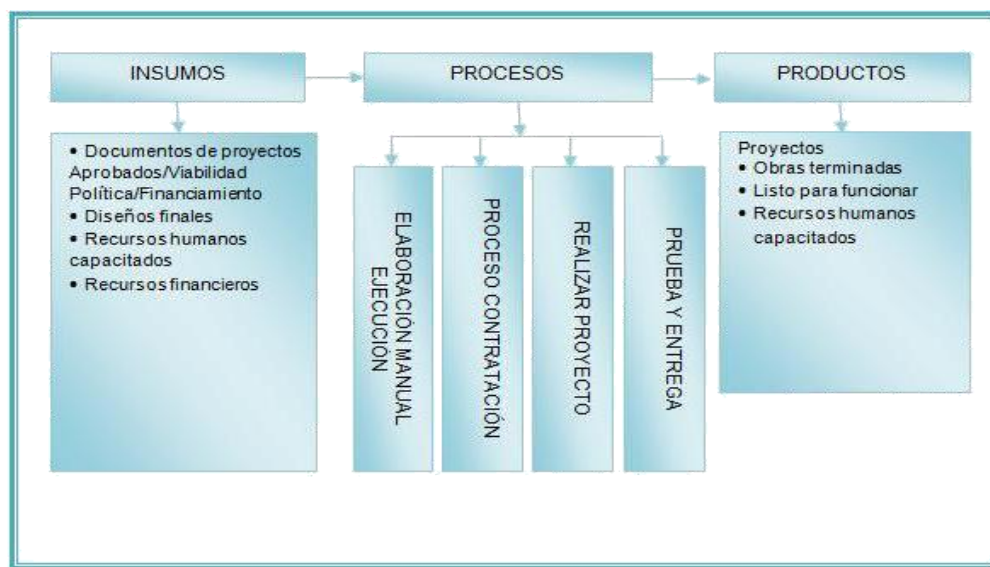 INSUMOS
PROCESOS
PRODUCTOS
• Documentos de proyectos
Aprobados/Viabilidad
Política/Financiamiento
• Diseños finales
• Recursos humanos
capacitados
• Recursos financieros
ELABORACIÓN MANUAL
EJECUCIÓN
PROCESO CONTRATACIÓN
REALIZAR PROYECTO
PRUEBA Y ENTREGA
Proyectos
• Obras terminadas
• Listo para funcionar
• Recursos humanos
capacitados